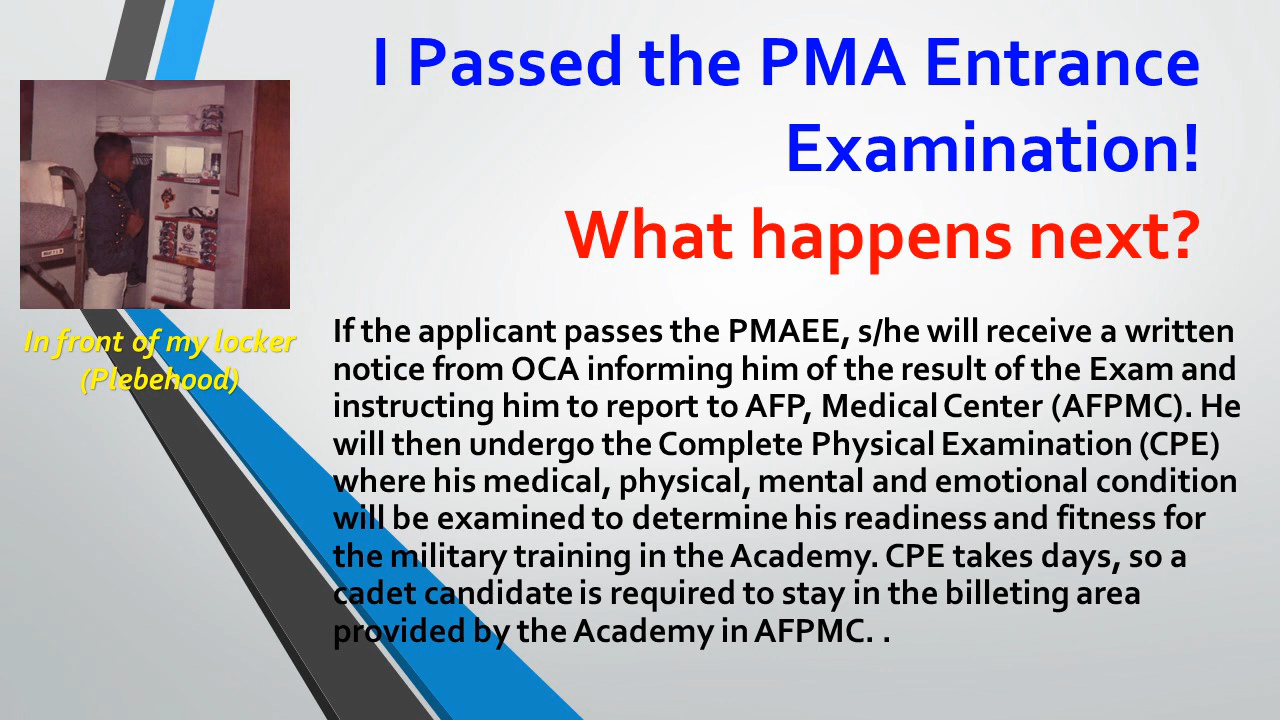 I Passed the PMA Entrance
Examination!
What happens next?
In front of my locker
(Plebehood)
If the applicant passes the PMAEE, s/he will receive a written
notice from OCA informing him of the result of the Exam and
instructing him to report to AFP, Medical Center (AFPMC). He
will then undergo the Complete Physical Examination (CPE)
where his medical, physical, mental and emotional condition
will be examined to determine his readiness and fitness for
the military training in the Academy. CPE takes days, so a
cadet candidate is required to stay in the billeting area
provided by the Academy in AFPMC. .